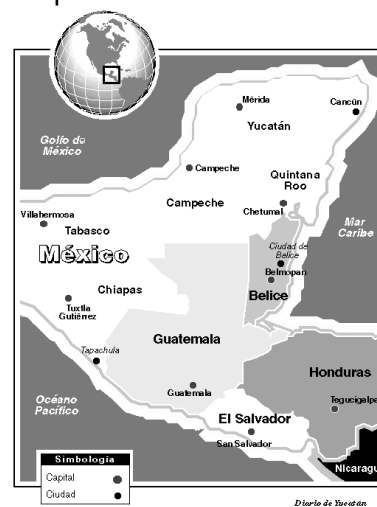 Mérida
Cancún
Yucatán
Golfo de
México
Campeche
Quintana
Roo
Campeche
Chetumal
Villahermosa
Tabasco
Mar
Caribe
Ciudad de
Belice
México
Belmopan
Chiapas
Belice
Tuxtla
Gutiérrez
Guatemala
Tapachula
Honduras
Océano
Pacífico
Guatemala
Tegucigalpa
El Salvador
San Salvador
Simbología
Nicaragu
Capital
Ciudad
Diario de Yucatán